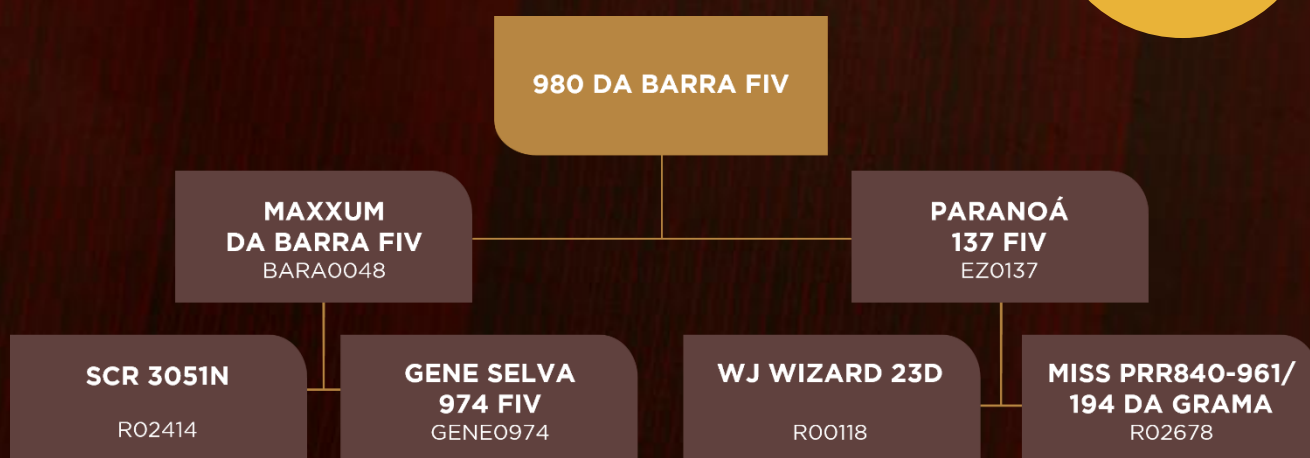 980 DA BARRA FIV
MAXXUM
DA BARRA FIV
BARA0048
PARANOÁ
137 FIV
EZ0137
SCR 3051N
R02414
GENE SELVA
974 FIV
GENE0974
WJ WIZARD 23D
R00118
MISS PRR840-961/
194 DA GRAMA
R02678